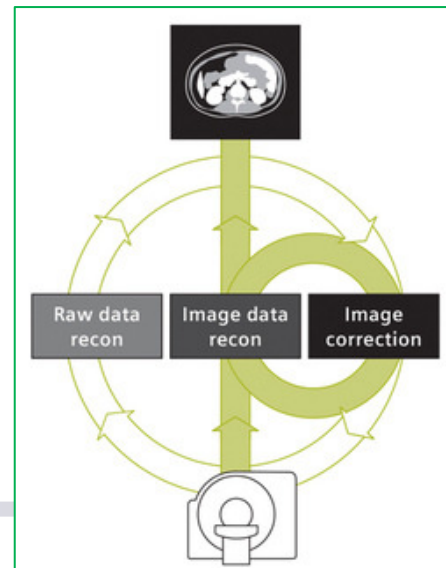 Raw data
recon
Image data
recon
Image
correction